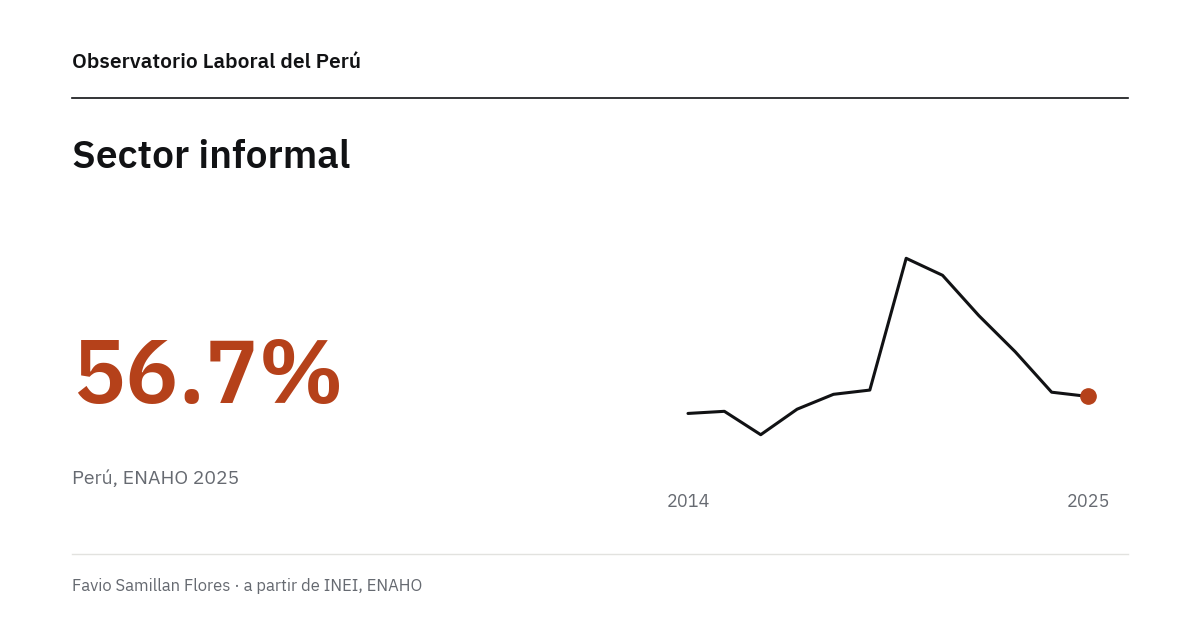 Observatorio Laboral del Perú
Sector informal
56.7%
Perú, ENAHO 2025
2014
2025
Favio Samillan Flores · a partir de INEI, ENAHO